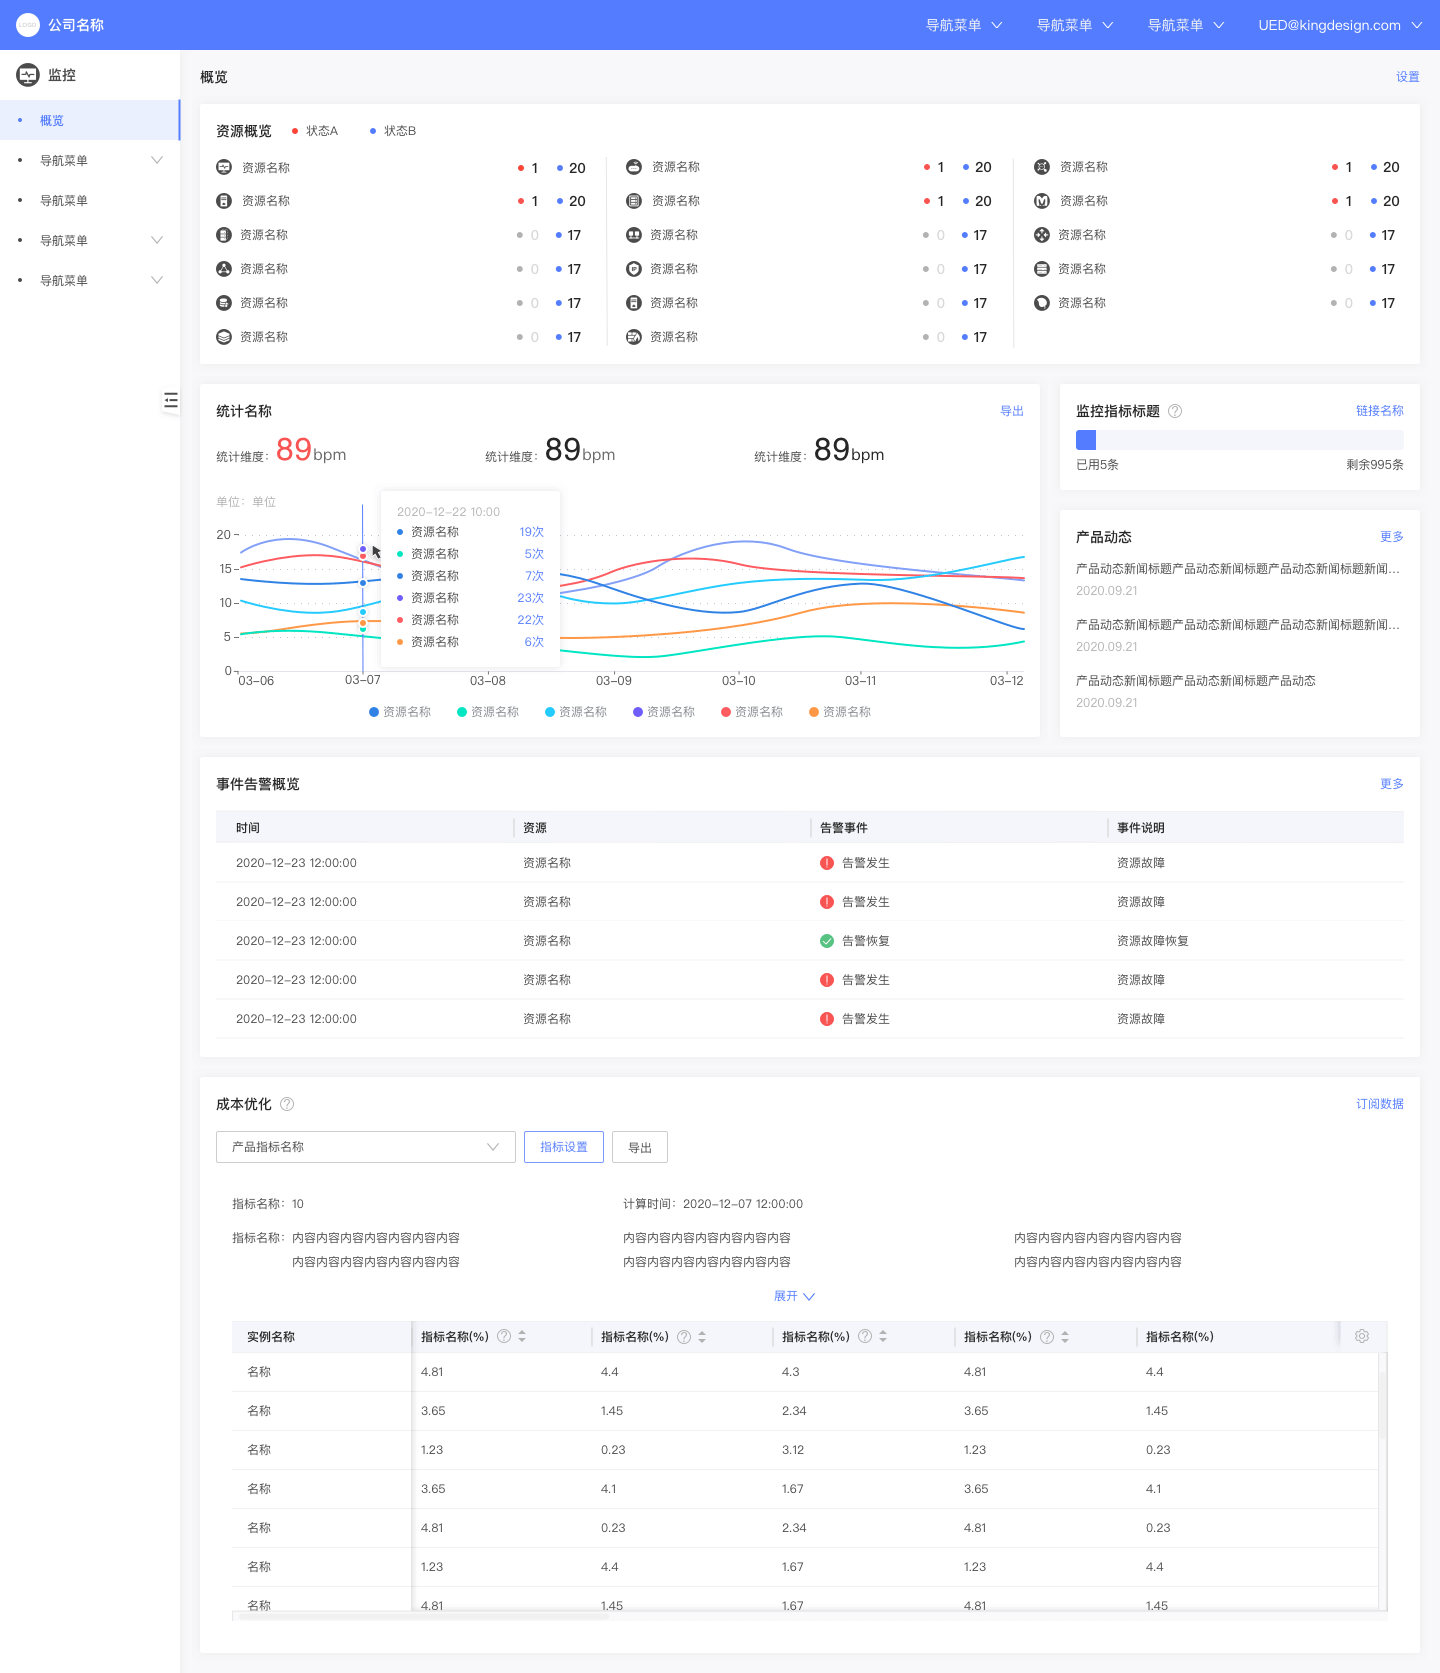 公司名称
导航菜单 导航菜单 导航菜单 UED@kingdesign.com
监控
概览
导航菜单
导航菜单
导航菜单
导航菜单
概览 设置
资源概览 状态A 状态B
资源名称 1 20 资源名称 1 20 资源名称 1 20
资源名称 1 20 资源名称 1 20 资源名称 1 20
资源名称 0 17 资源名称 0 17 资源名称 0 17
资源名称 0 17 资源名称 0 17 资源名称 0 17
资源名称 0 17 资源名称 0 17 资源名称 0 17
资源名称 0 17 资源名称 0 17
统计名称 导出
统计维度：89bpm 统计维度：89bpm 统计维度：89bpm
单位：单位
20
15
10
5
0
2020-12-22 10:00
资源名称 19次
资源名称 5次
资源名称 7次
资源名称 23次
资源名称 22次
资源名称 6次
03-06 03-07 03-08 03-09 03-10 03-11 03-12
资源名称 资源名称 资源名称 资源名称 资源名称 资源名称
监控指标标题 ? 链接名称
已用5条 剩余995条
产品动态 更多
产品动态新闻标题产品动态新闻标题产品动态新闻标题新闻...
2020.09.21
产品动态新闻标题产品动态新闻标题产品动态新闻标题新闻...
2020.09.21
产品动态新闻标题产品动态新闻标题产品动态
2020.09.21
事件告警概览 更多
时间 资源 告警事件 事件说明
2020-12-23 12:00:00 资源名称 告警发生 资源故障
2020-12-23 12:00:00 资源名称 告警发生 资源故障
2020-12-23 12:00:00 资源名称 告警恢复 资源故障恢复
2020-12-23 12:00:00 资源名称 告警发生 资源故障
2020-12-23 12:00:00 资源名称 告警发生 资源故障
成本优化 ? 订阅数据
产品指标名称 指标设置 导出
指标名称：10 计算时间：2020-12-07 12:00:00
指标名称：内容内容内容内容内容内容内容 内容内容内容内容内容内容内容 内容内容内容内容内容内容内容
内容内容内容内容内容内容内容 内容内容内容内容内容内容内容 内容内容内容内容内容内容内容
展开
实例名称 指标名称(%) ? 指标名称(%) ? 指标名称(%) ? 指标名称(%) ? 指标名称(%)
名称 4.81 4.4 4.3 4.81 4.4
名称 3.65 1.45 2.34 3.65 1.45
名称 1.23 0.23 3.12 1.23 0.23
名称 3.65 4.1 1.67 3.65 4.1
名称 4.81 0.23 2.34 4.81 0.23
名称 1.23 4.4 1.67 1.23 4.4
名称 4.81 1.45 1.67 4.81 1.45